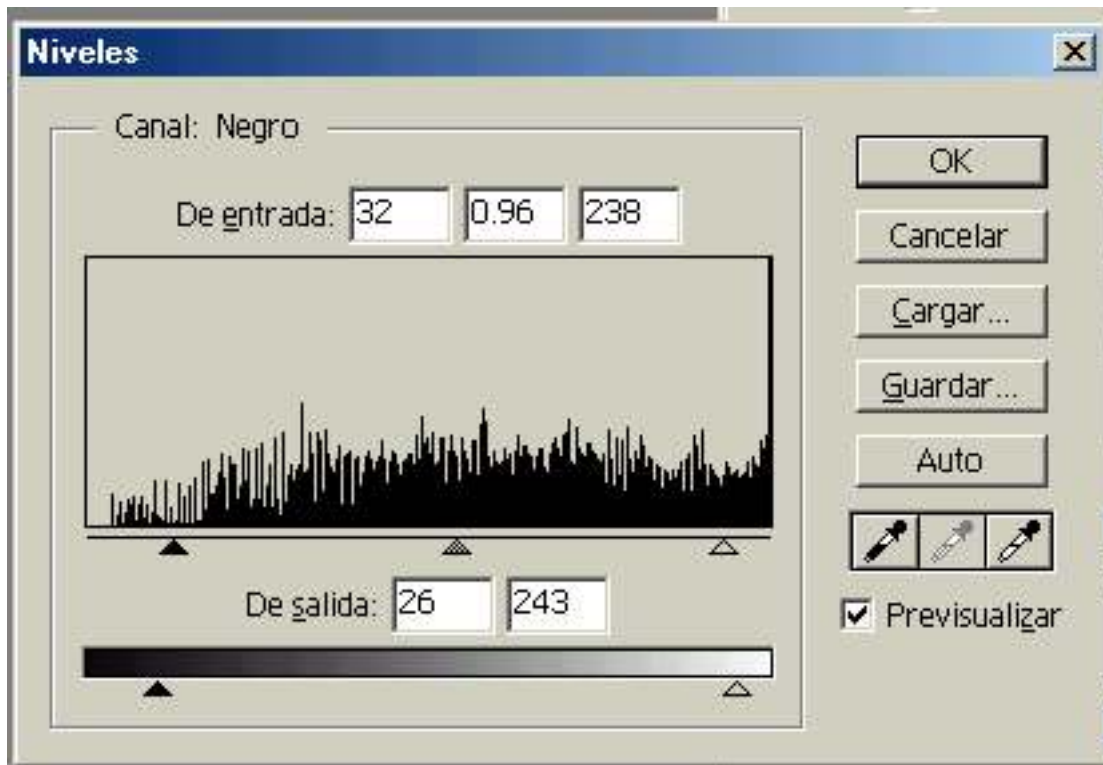 Niveles
Canal: Negro
De entrada: 32 0.96 238
De salida: 26 243
OK
Cancelar
Cargar...
Guardar...
Auto
Previsualizar